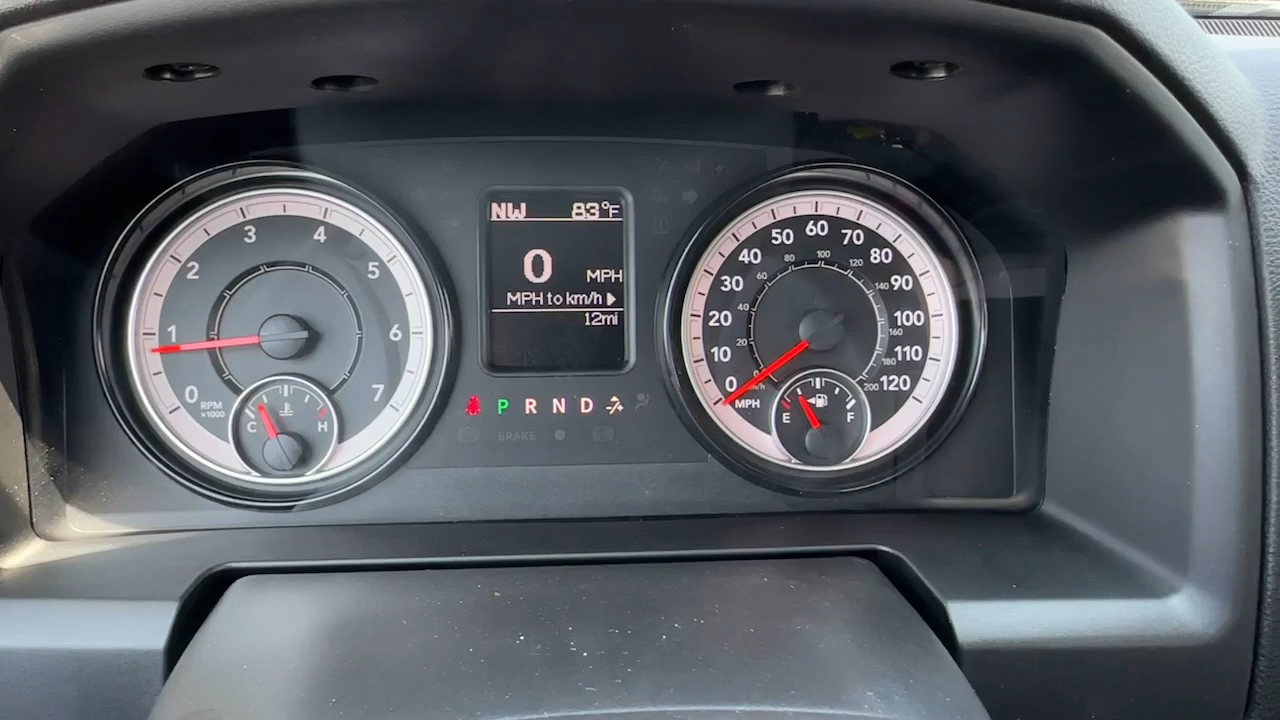 0 1 2 3 4 5 6 7
RPM
×1000
C H
NW 83°F
0 MPH
MPH to km/h
12mi
P R N D
BRAKE
0 10 20 30 40 50 60 70 80 90 100 110 120
20 40 60 80 100 120 140 160 180 200
MPH
E F